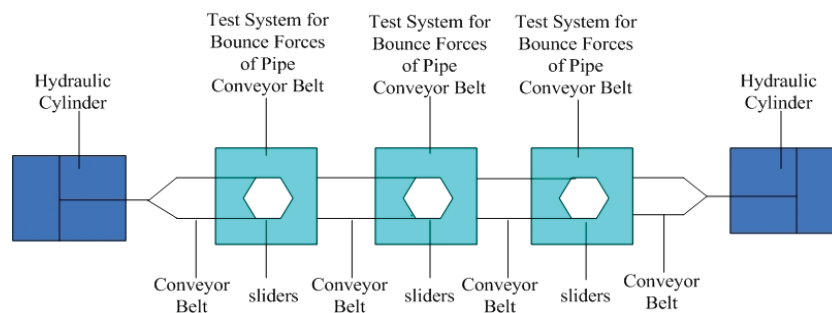 Test System for
Bounce Forces
of Pipe
Conveyor Belt
Test System for
Bounce Forces
of Pipe
Conveyor Belt
Test System for
Bounce Forces
of Pipe
Conveyor Belt
Hydraulic
Cylinder
Hydraulic
Cylinder
Conveyor
Belt
sliders
Conveyor
Belt
sliders
Conveyor
Belt
sliders
Conveyor
Belt